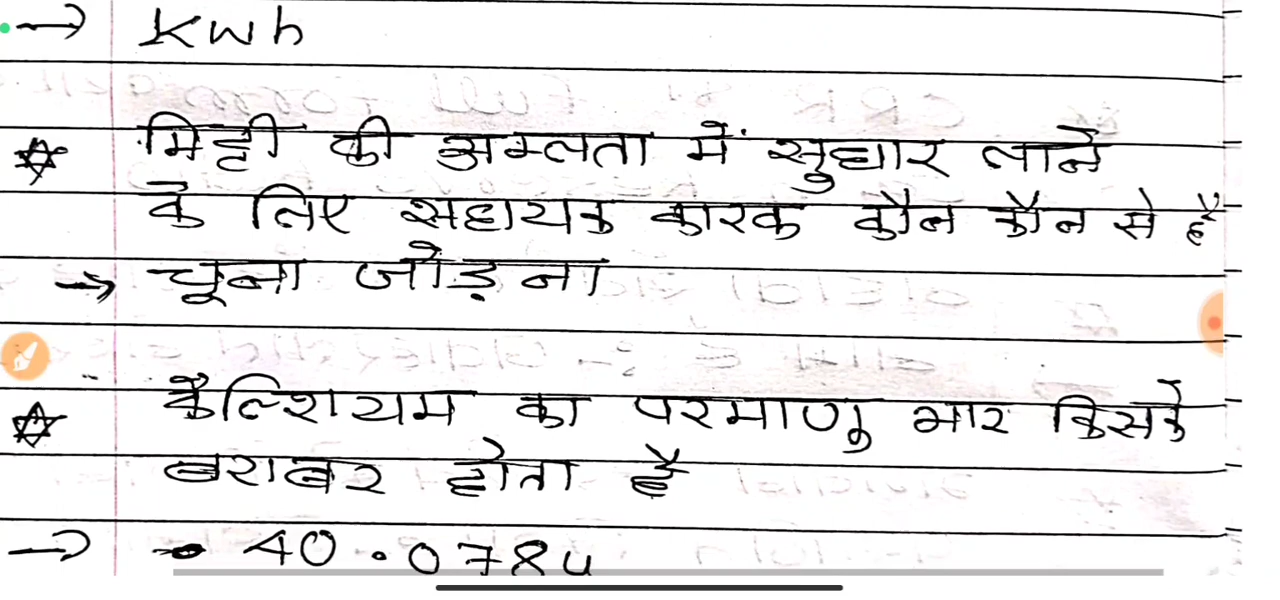 → kwh
☆ मिट्टी की अम्लता में सुधार लाने
के लिए सहायक कारक कौन कौन से हैं
→ चूना जोड़ना
☆ कैल्शियम का परमाणु भार किसके
बराबर होता है
→ 40.078u